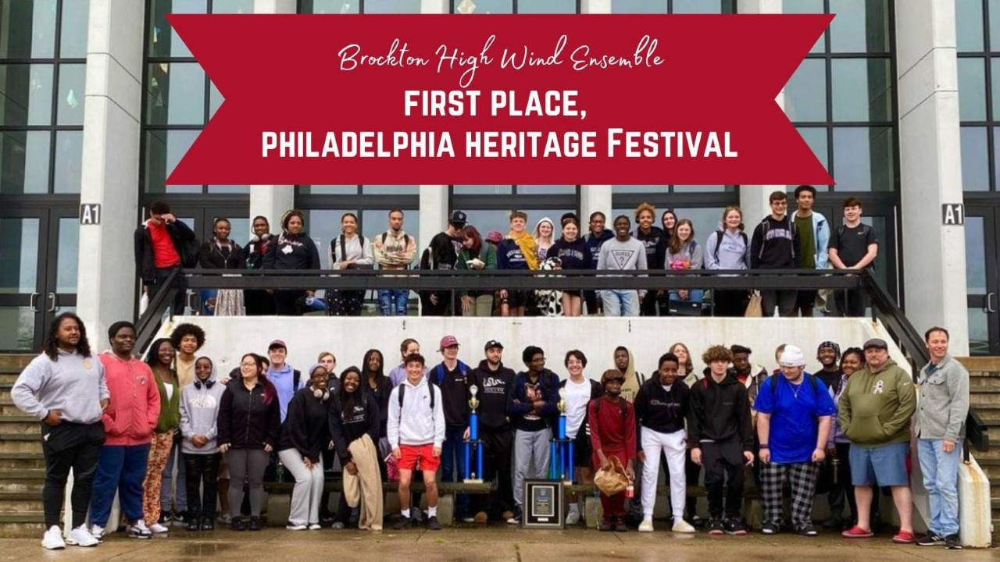 Brockton High Wind Ensemble
FIRST PLACE,
PHILADELPHIA HERITAGE FESTIVAL
A1
A1